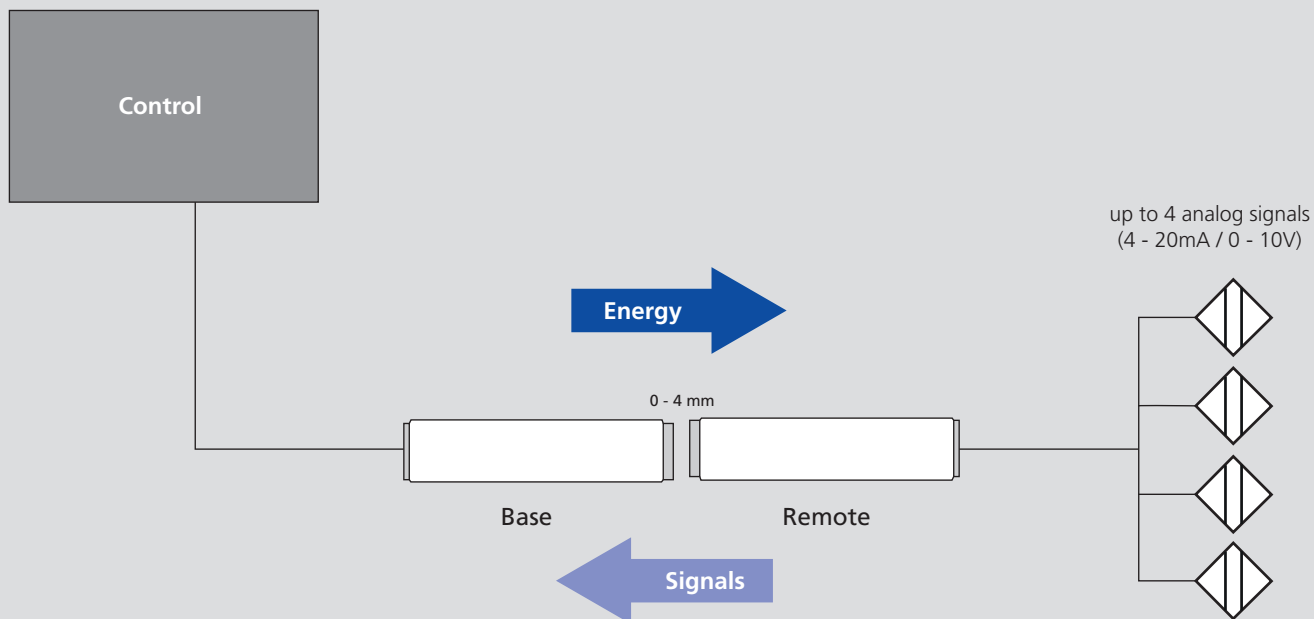 Control
up to 4 analog signals
(4 - 20mA / 0 - 10V)
Energy
0 - 4 mm
Base
Remote
Signals